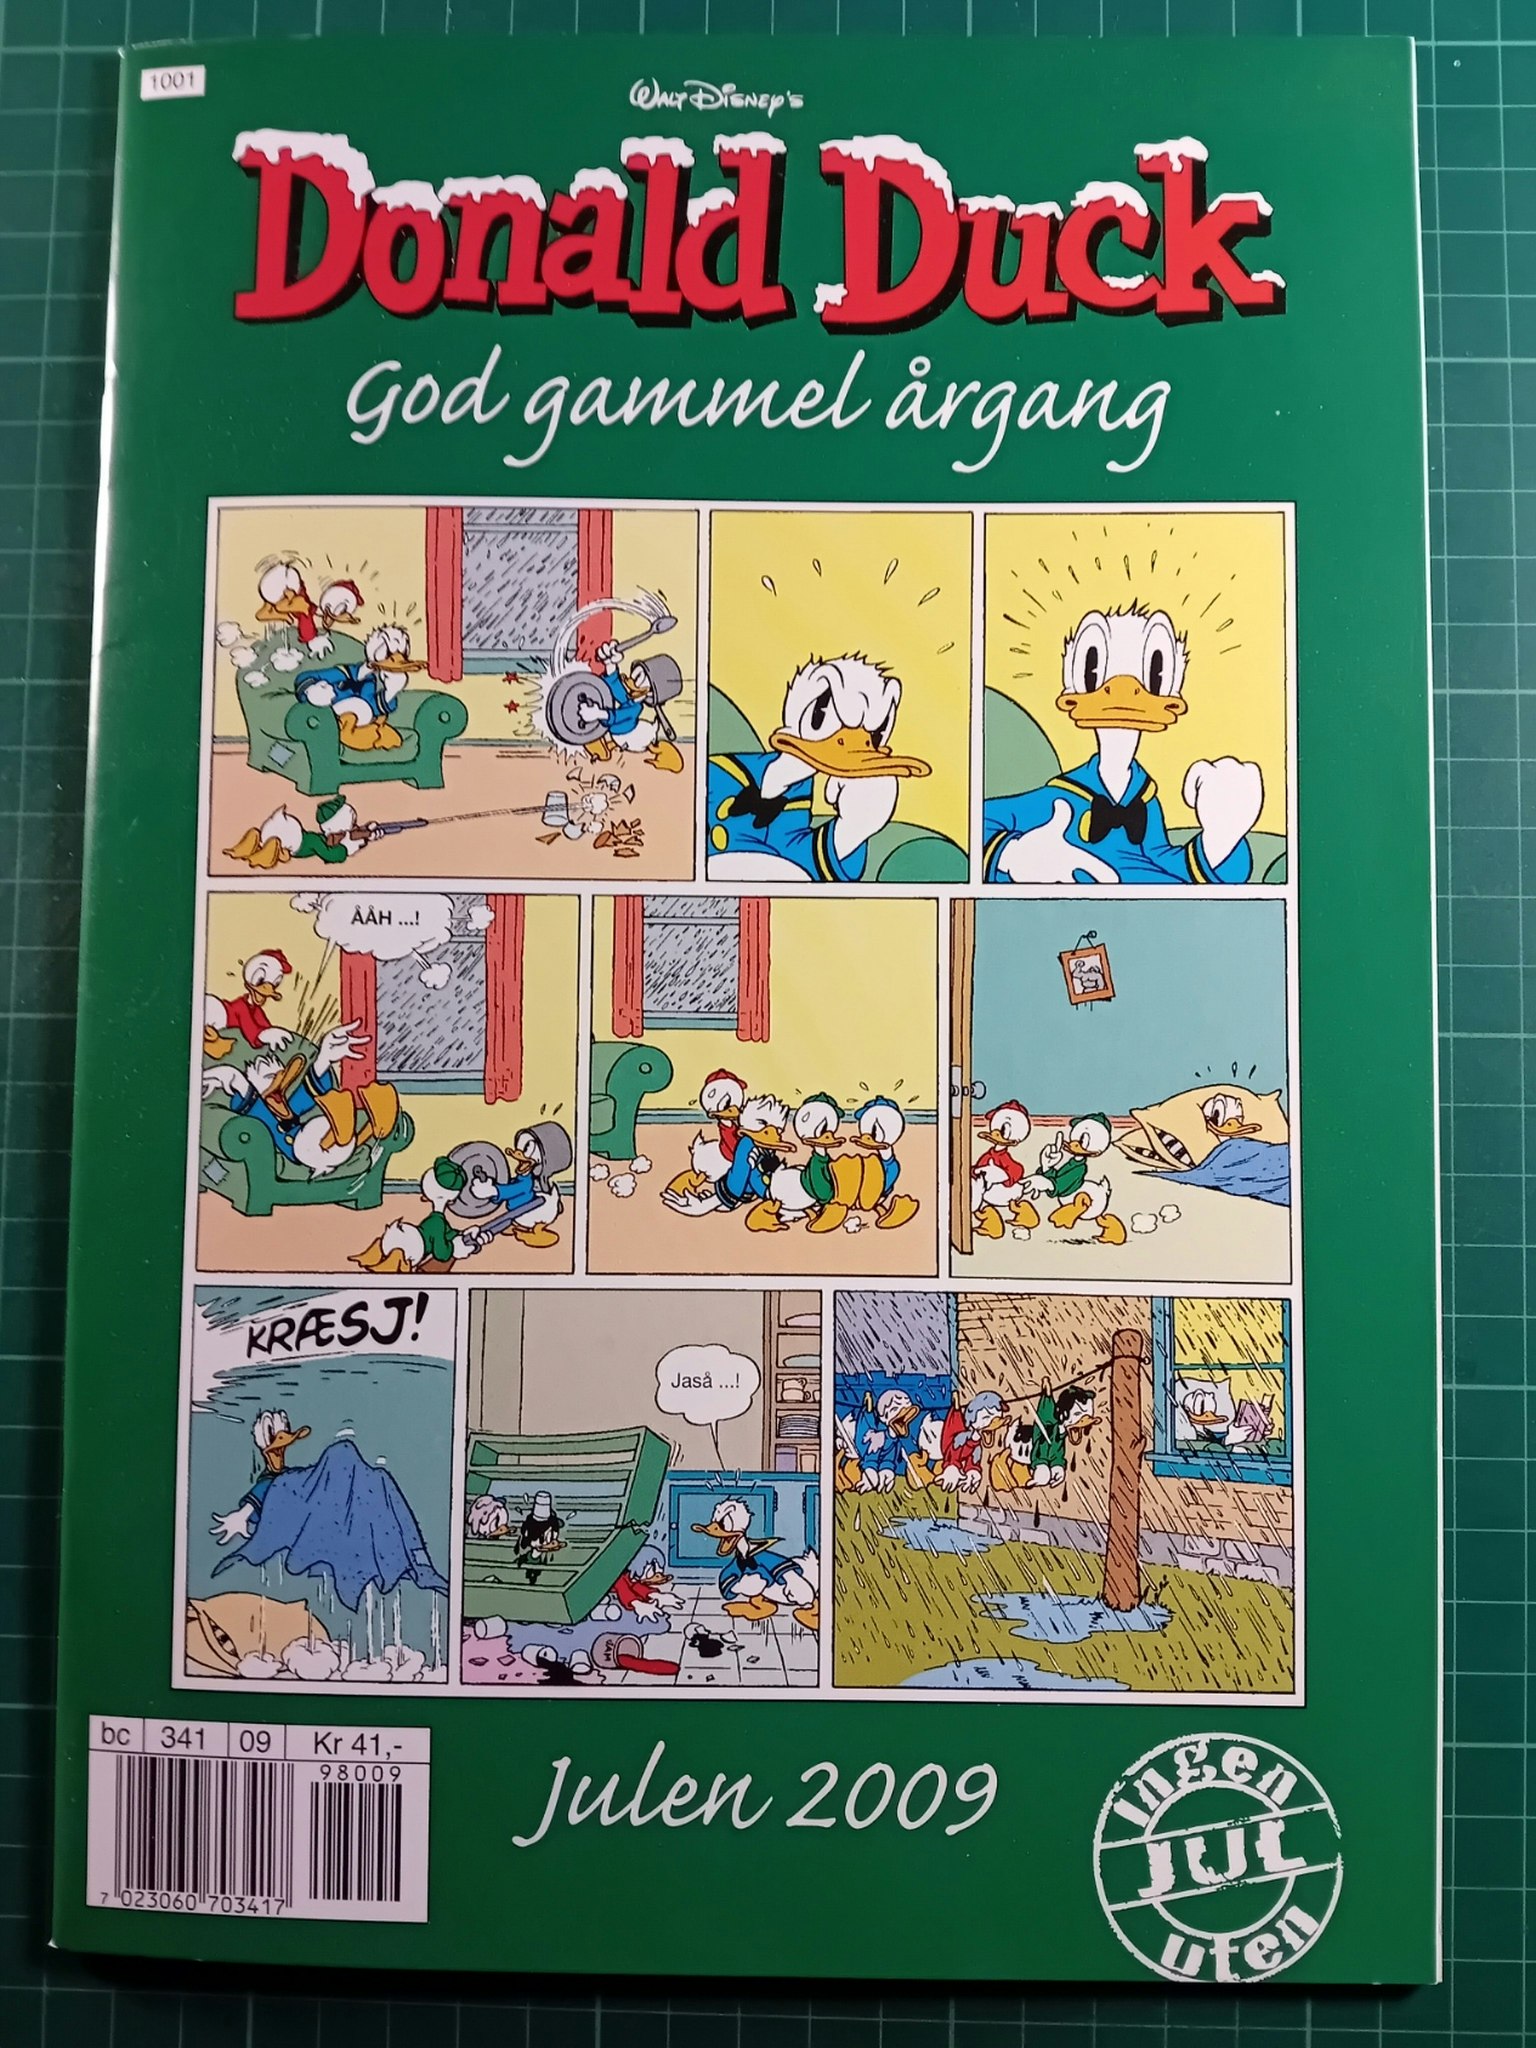 1001
Walt Disney's
Donald Duck
God gammel årgang
ÅÅH ...!
KRÆSJ!
Jaså ...!
JAM
bc 341 09 Kr 41,-
98009
7 023060 703417
Julen 2009
Ingen
JUL
uten